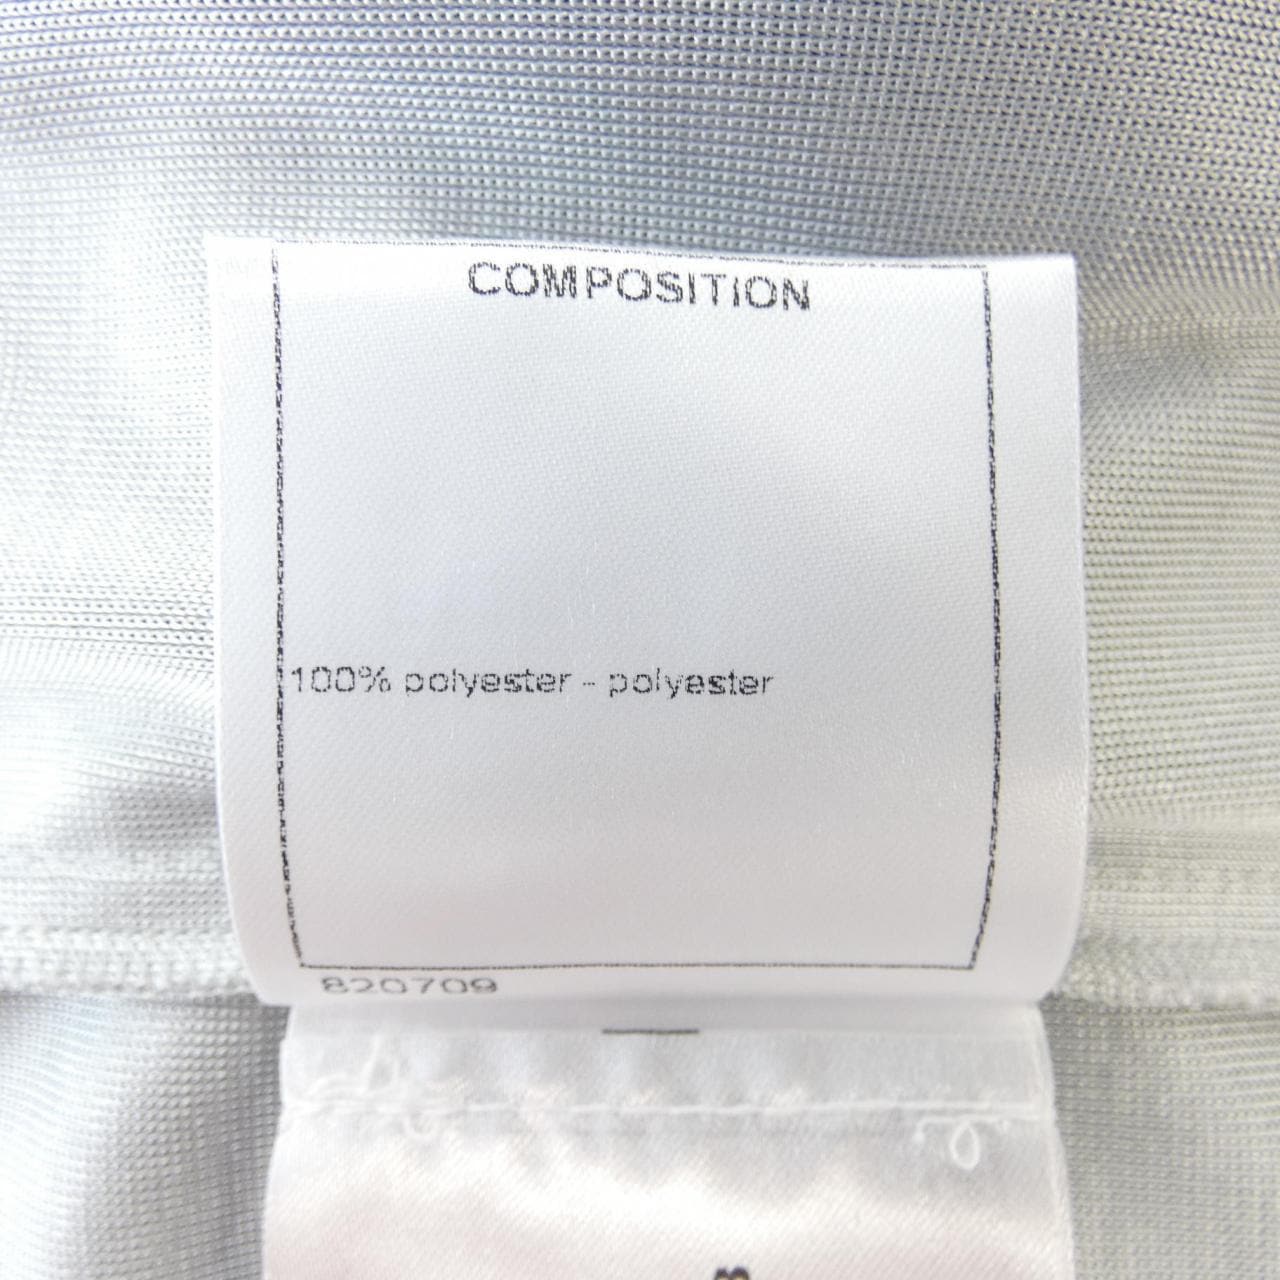 COMPOSITION
100% polyester - polyester
820709